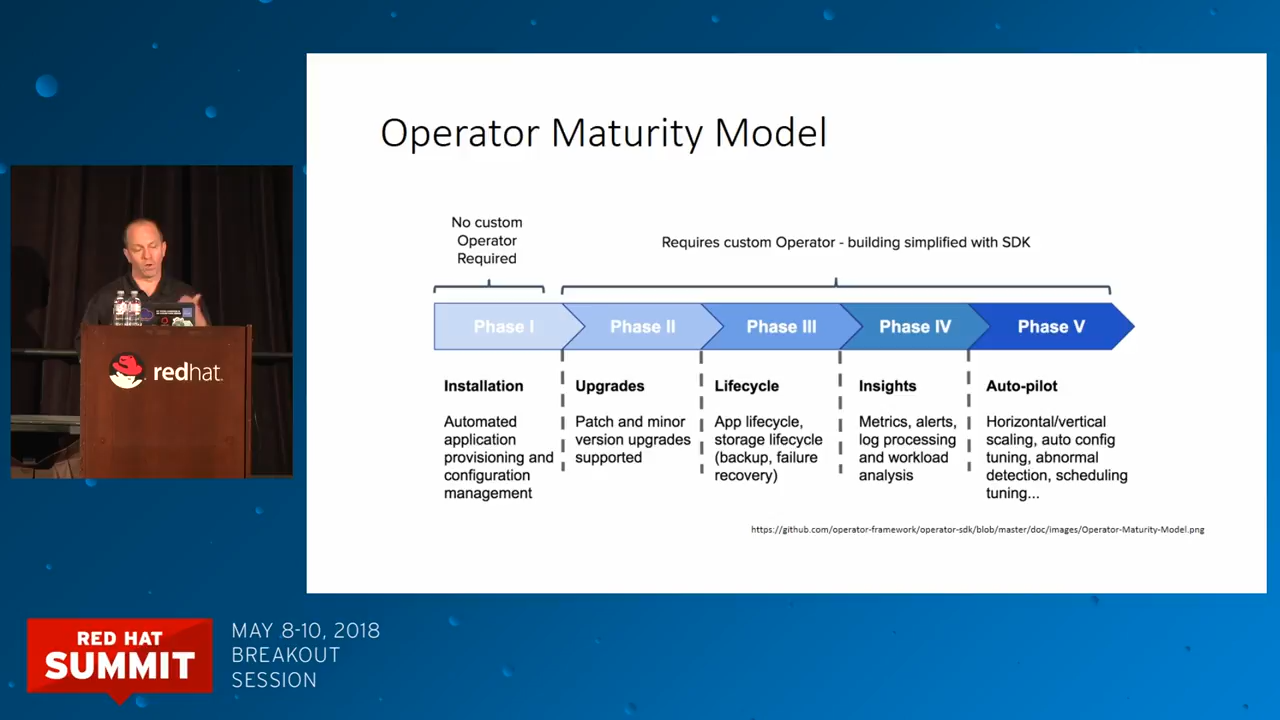 Operator Maturity Model
No custom
Operator
Required
Requires custom Operator - building simplified with SDK
Phase I
Phase II
Phase III
Phase IV
Phase V
Installation
Automated
application
provisioning and
configuration
management
Upgrades
Patch and minor
version upgrades
supported
Lifecycle
App lifecycle,
storage lifecycle
(backup, failure
recovery)
Insights
Metrics, alerts,
log processing
and workload
analysis
Auto-pilot
Horizontal/vertical
scaling, auto config
tuning, abnormal
detection, scheduling
tuning...
https://github.com/operator-framework/operator-sdk/blob/master/doc/images/Operator-Maturity-Model.png
redhat.
RED HAT
SUMMIT
MAY 8-10, 2018
BREAKOUT
SESSION